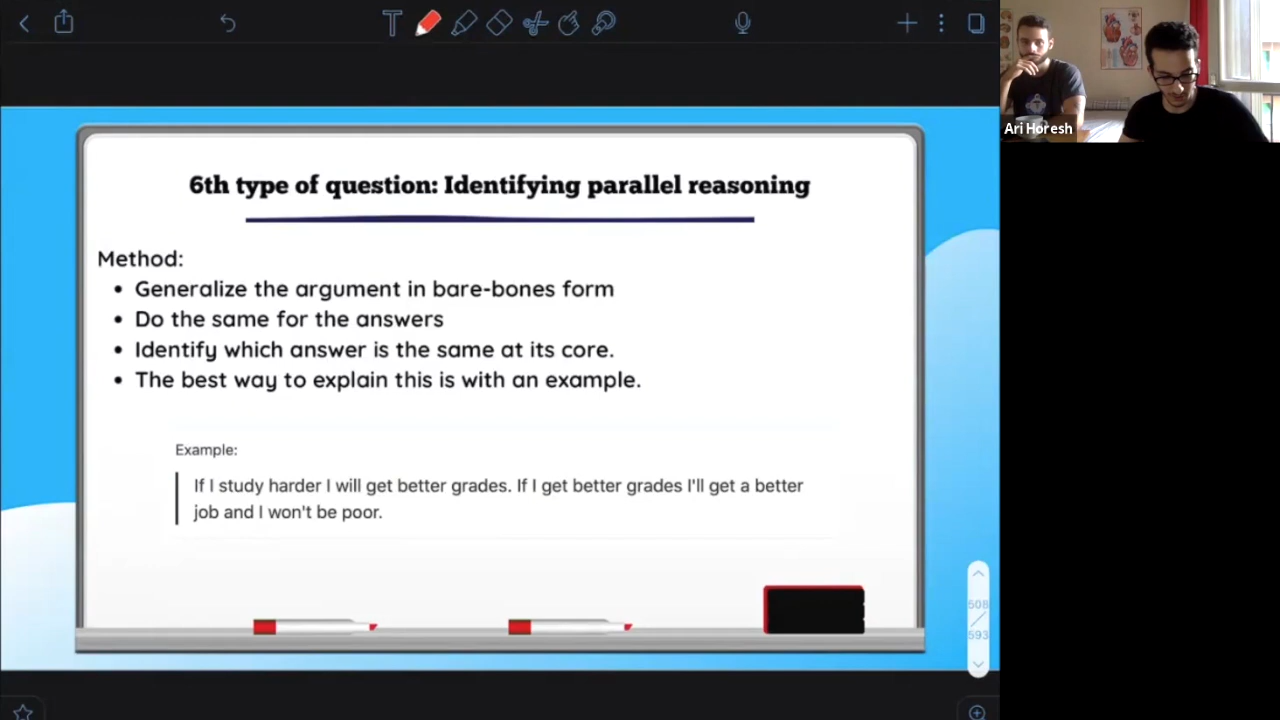 6th type of question: Identifying parallel reasoning
Method:
• Generalize the argument in bare-bones form
• Do the same for the answers
• Identify which answer is the same at its core.
• The best way to explain this is with an example.
Example:
If I study harder I will get better grades. If I get better grades I'll get a better
job and I won't be poor.
508
/
593
Ari Horesh